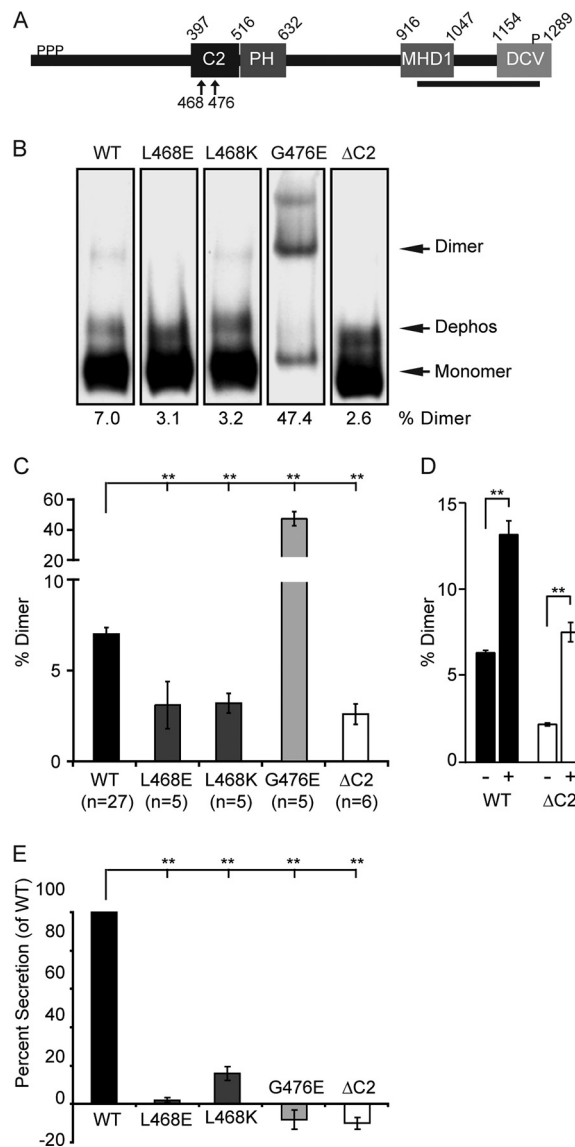 A
397 516 632 916 1047 1154 1289
PPP C2 PH MHD1 DCV P
468 476
B
WT L468E L468K G476E ΔC2
Dimer
Dephos
Monomer
7.0 3.1 3.2 47.4 2.6 % Dimer
C
** ** ** **
60
40
20
10
5
0
% Dimer
WT L468E L468K G476E ΔC2
(n=27) (n=5) (n=5) (n=5) (n=6)
D
** **
15
10
5
0
% Dimer
- + - +
WT ΔC2
E
** ** ** **
100
80
60
40
20
0
-20
Percent Secretion (of WT)
WT L468E L468K G476E ΔC2